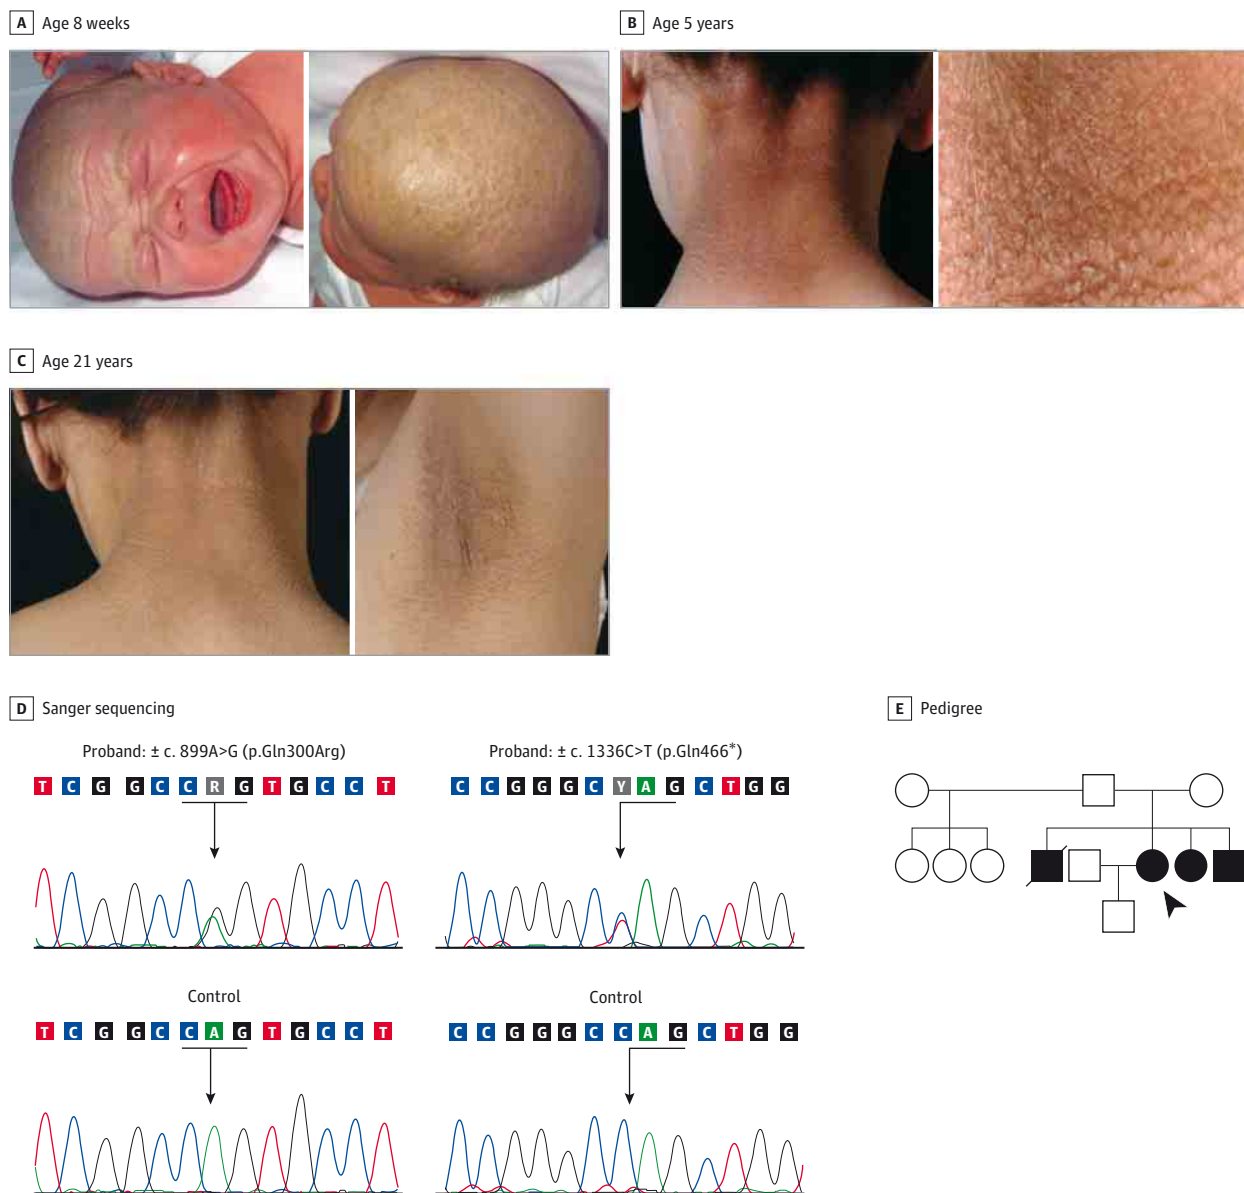 A Age 8 weeks
B Age 5 years
C Age 21 years
D Sanger sequencing
E Pedigree
Proband: ± c. 899A>G (p.Gln300Arg)
T C G G C C R G T G C C T
Proband: ± c. 1336C>T (p.Gln466*)
C C G G G C Y A G C T G G
Control
T C G G C C A G T G C C T
Control
C C G G G C C A G C T G G